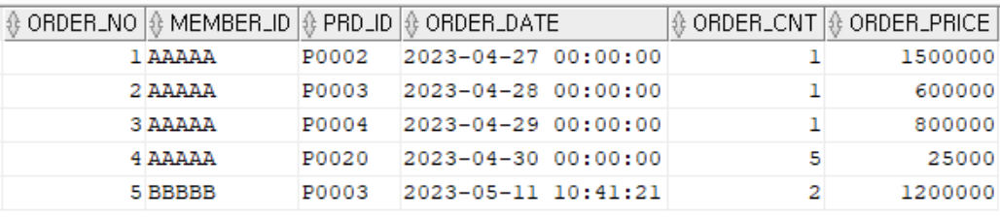 ORDER_NO MEMBER_ID PRD_ID ORDER_DATE ORDER_CNT ORDER_PRICE
1 AAAAA P0002 2023-04-27 00:00:00 1 1500000
2 AAAAA P0003 2023-04-28 00:00:00 1 600000
3 AAAAA P0004 2023-04-29 00:00:00 1 800000
4 AAAAA P0020 2023-04-30 00:00:00 5 25000
5 BBBBB P0003 2023-05-11 10:41:21 2 1200000